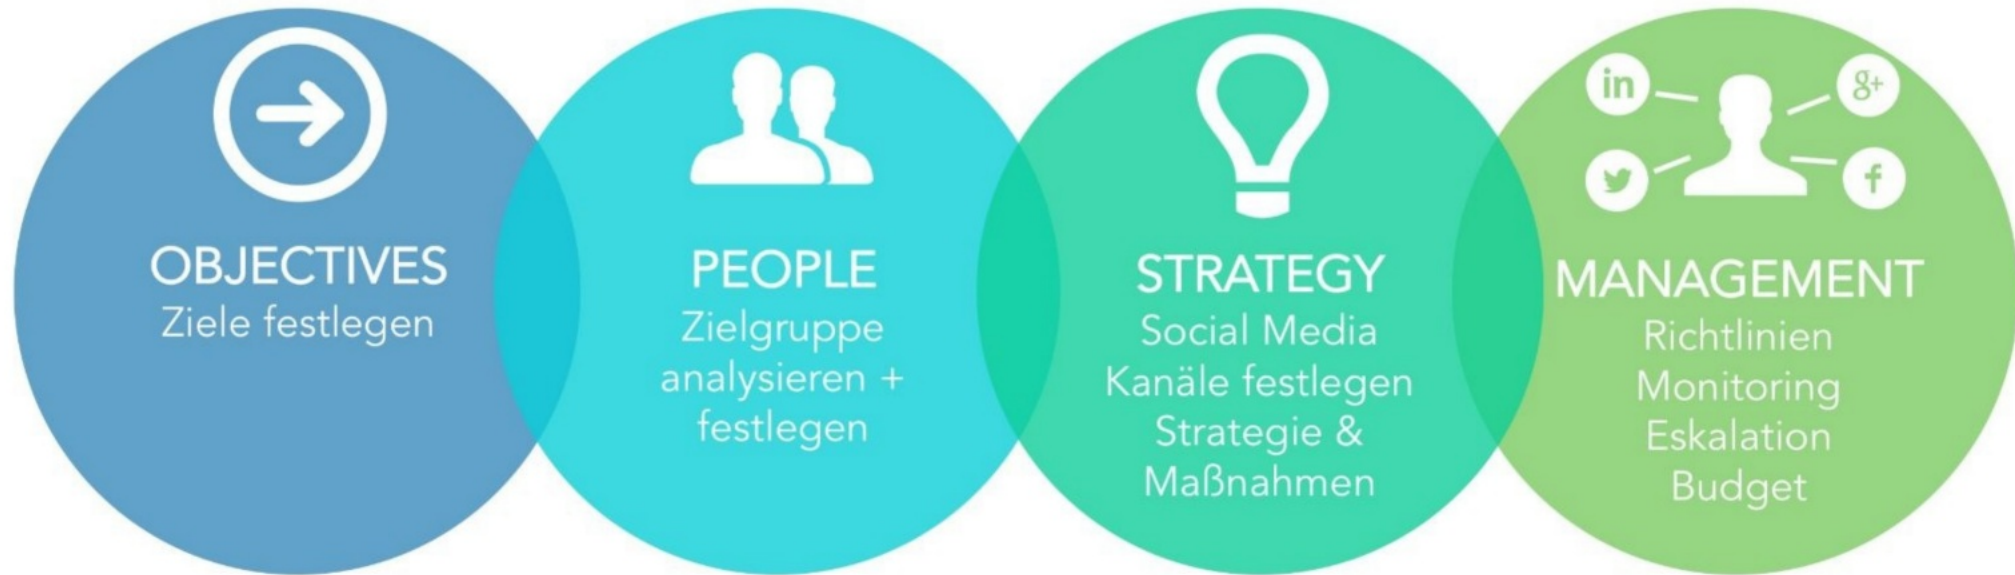 OBJECTIVES
Ziele festlegen
PEOPLE
Zielgruppe
analysieren +
festlegen
STRATEGY
Social Media
Kanäle festlegen
Strategie &
Maßnahmen
in
g+
f
MANAGEMENT
Richtlinien
Monitoring
Eskalation
Budget